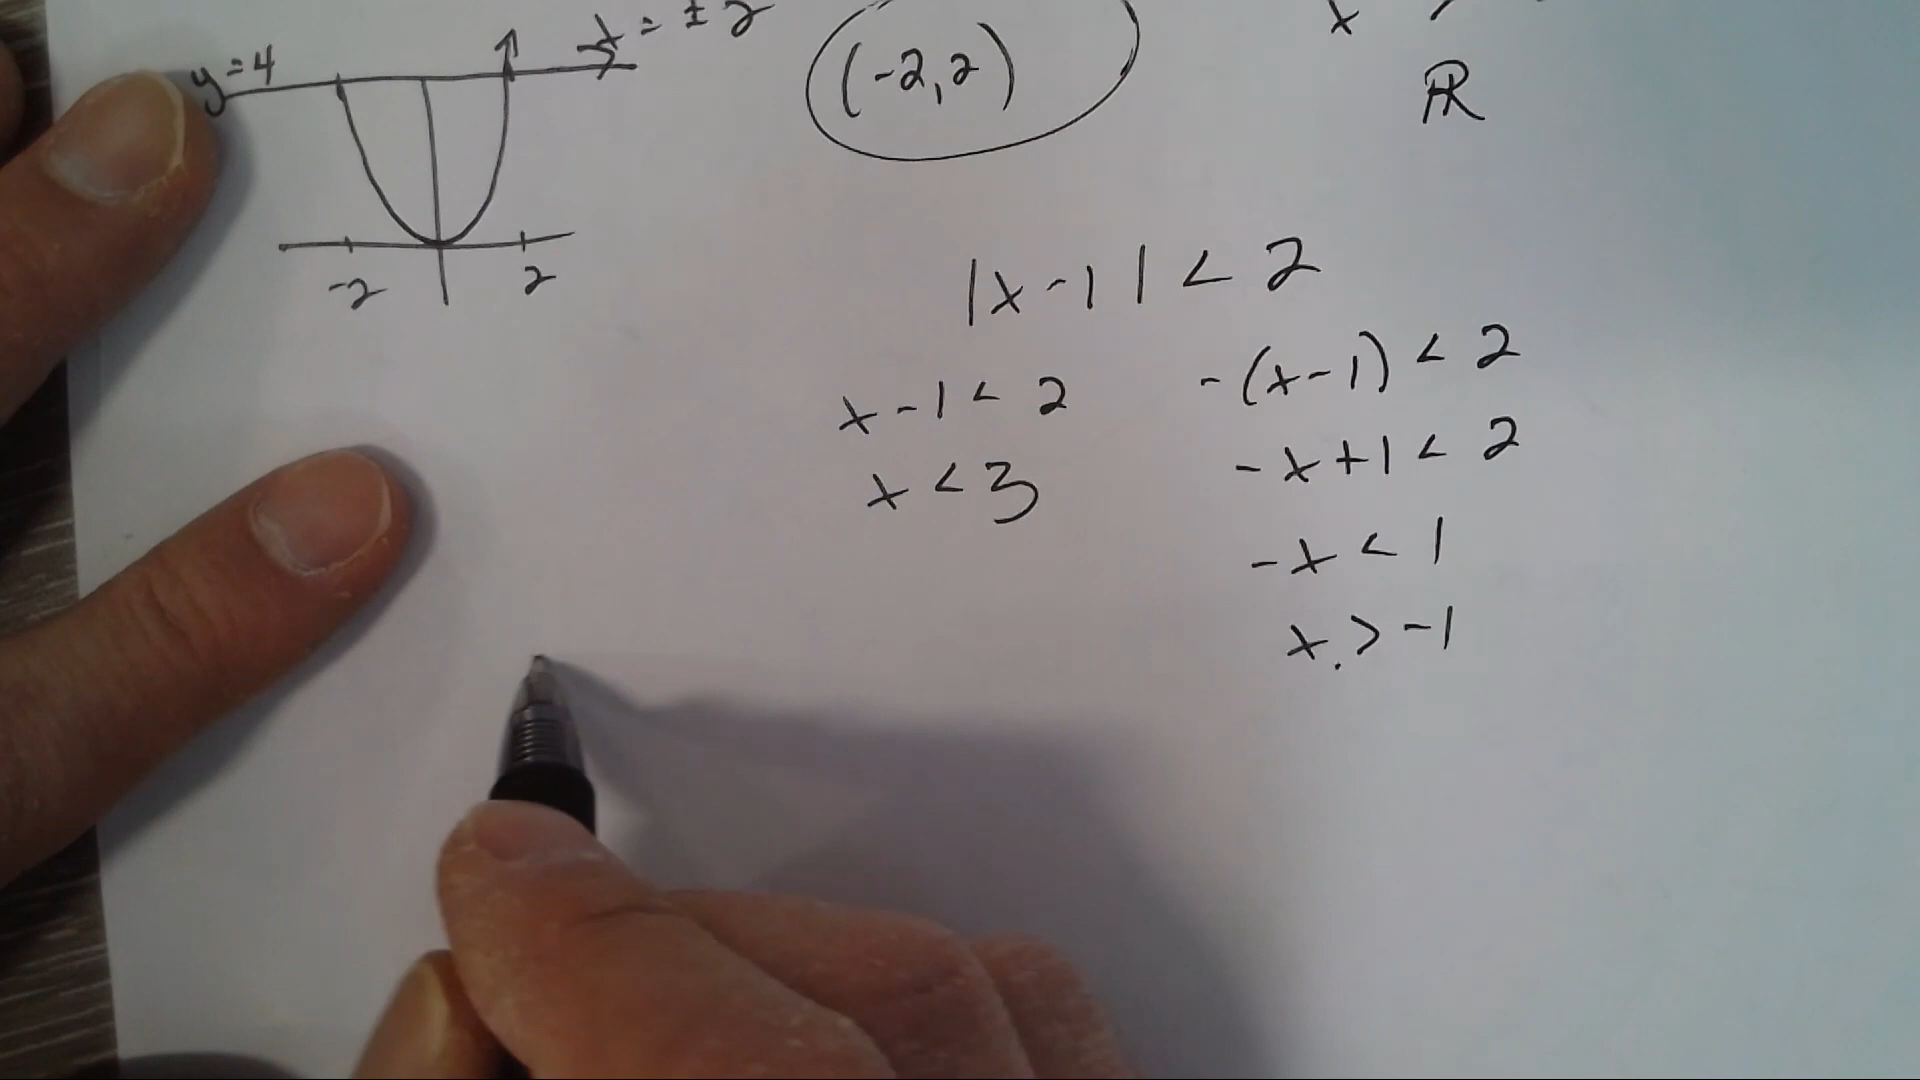 y=4
x = ±2
(-2,2)
x
ℝ
-2
2
|x-1| < 2
x-1 < 2
-(x-1) < 2
x < 3
-x+1 < 2
-x < 1
x > -1